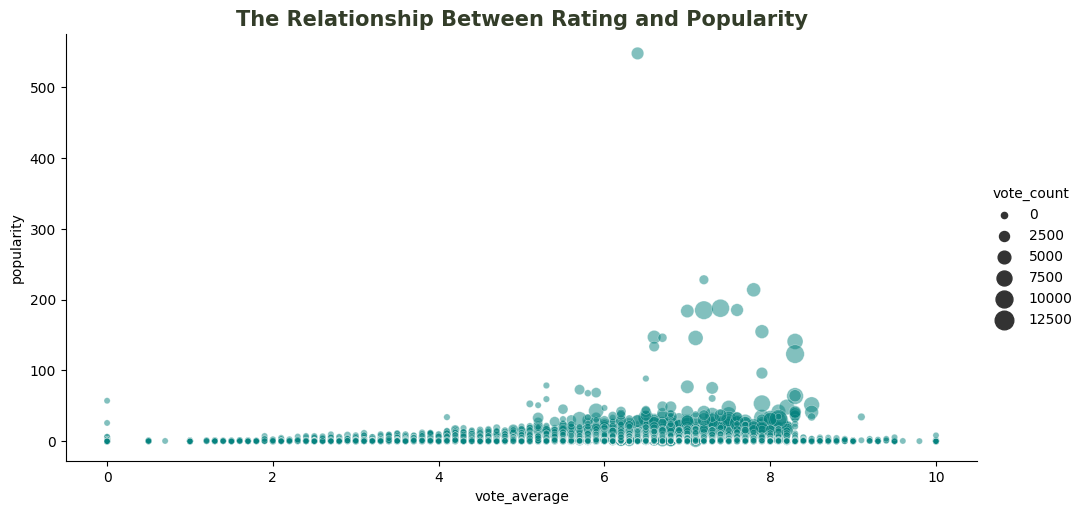 The Relationship Between Rating and Popularity
popularity
500
400
300
200
100
0
0 2 4 6 8 10
vote_average
vote_count
0
2500
5000
7500
10000
12500